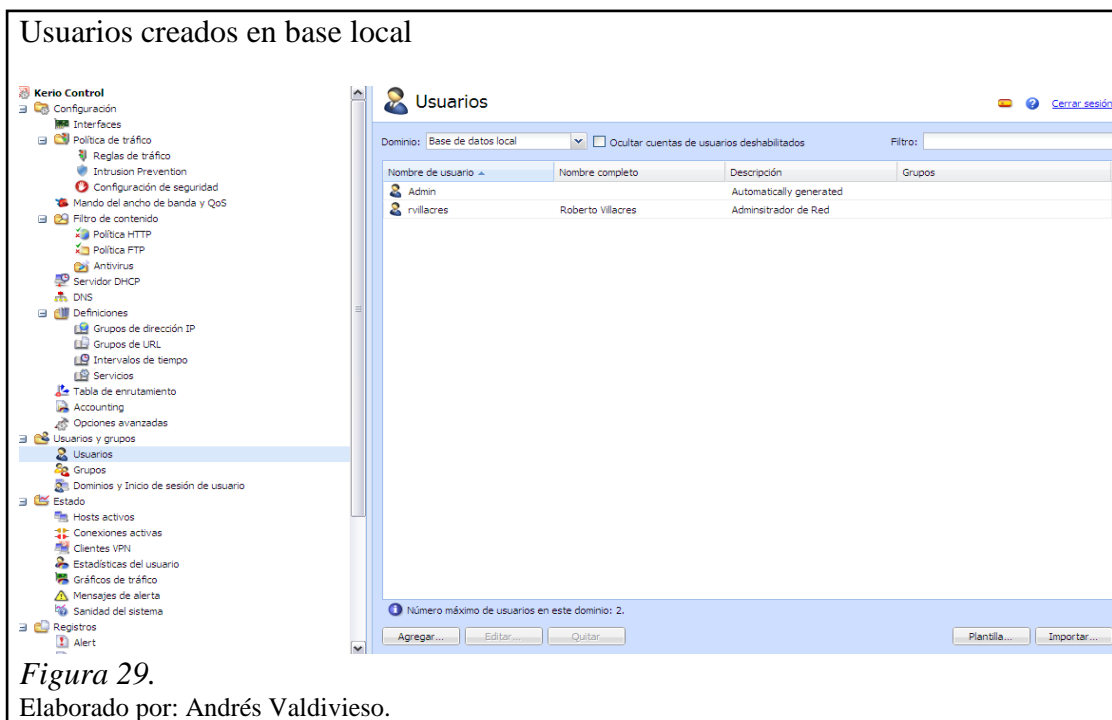 Usuarios creados en base local
Kerio Control
Configuración
Interfaces
Política de tráfico
Reglas de tráfico
Intrusion Prevention
Configuración de seguridad
Mando del ancho de banda y QoS
Filtro de contenido
Política HTTP
Política FTP
Antivirus
Servidor DHCP
DNS
Definiciones
Grupos de dirección IP
Grupos de URL
Intervalos de tiempo
Servicios
Tabla de enrutamiento
Accounting
Opciones avanzadas
Usuarios y grupos
Usuarios
Grupos
Dominios y Inicio de sesión de usuario
Estado
Hosts activos
Conexiones activas
Clientes VPN
Estadísticas del usuario
Gráficos de tráfico
Mensajes de alerta
Sanidad del sistema
Registros
Alert
Usuarios
Cerrar sesión
Dominio: Base de datos local Ocultar cuentas de usuarios deshabilitados Filtro:
Nombre de usuario Nombre completo Descripción Grupos
Admin Automatically generated
rvillacres Roberto Villacres Adminsitrador de Red
Número máximo de usuarios en este dominio: 2.
Agregar... Editar... Quitar Plantilla... Importar...
Figura 29.
Elaborado por: Andrés Valdivieso.